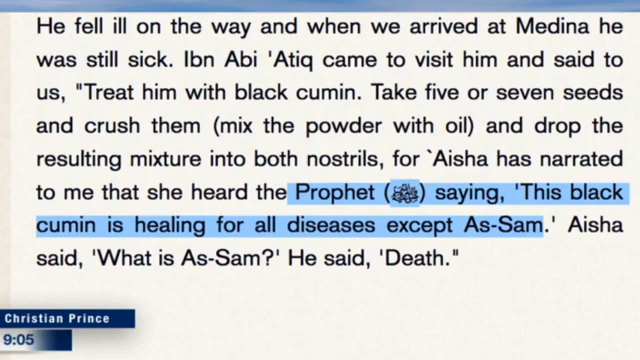 He fell ill on the way and when we arrived at Medina he
was still sick. Ibn Abi 'Atiq came to visit him and said to
us, "Treat him with black cumin. Take five or seven seeds
and crush them (mix the powder with oil) and drop the
resulting mixture into both nostrils, for `Aisha has narrated
to me that she heard the Prophet (ﷺ) saying, 'This black
cumin is healing for all diseases except As-Sam.' Aisha
said, 'What is As-Sam?' He said, 'Death."
Christian Prince
9:05